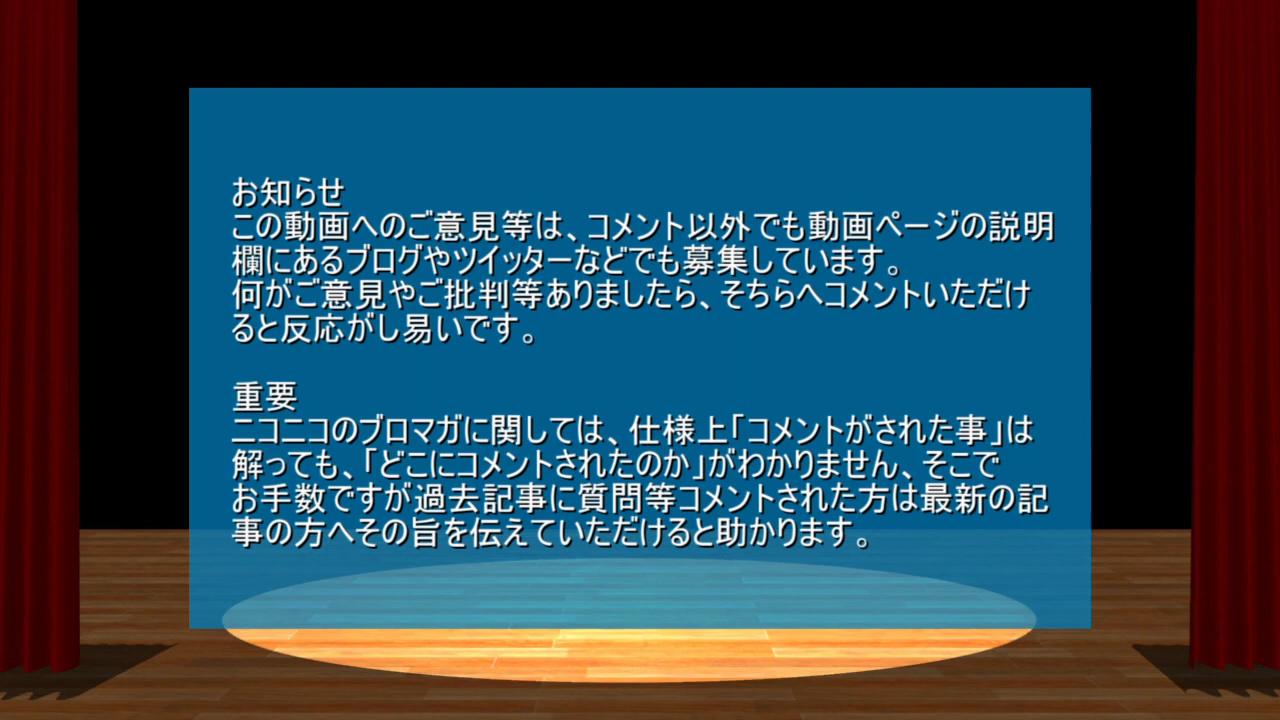 お知らせ
この動画へのご意見等は、コメント以外でも動画ページの説明
欄にあるブログやツイッターなどでも募集しています。
何がご意見やご批判等ありましたら、そちらへコメントいただけ
ると反応がし易いです。
重要
ニコニコのブロマガに関しては、仕様上「コメントがされた事」は
解っても、「どこにコメントされたのか」がわかりません、そこで
お手数ですが過去記事に質問等コメントされた方は最新の記
事の方へその旨を伝えていただけると助かります。